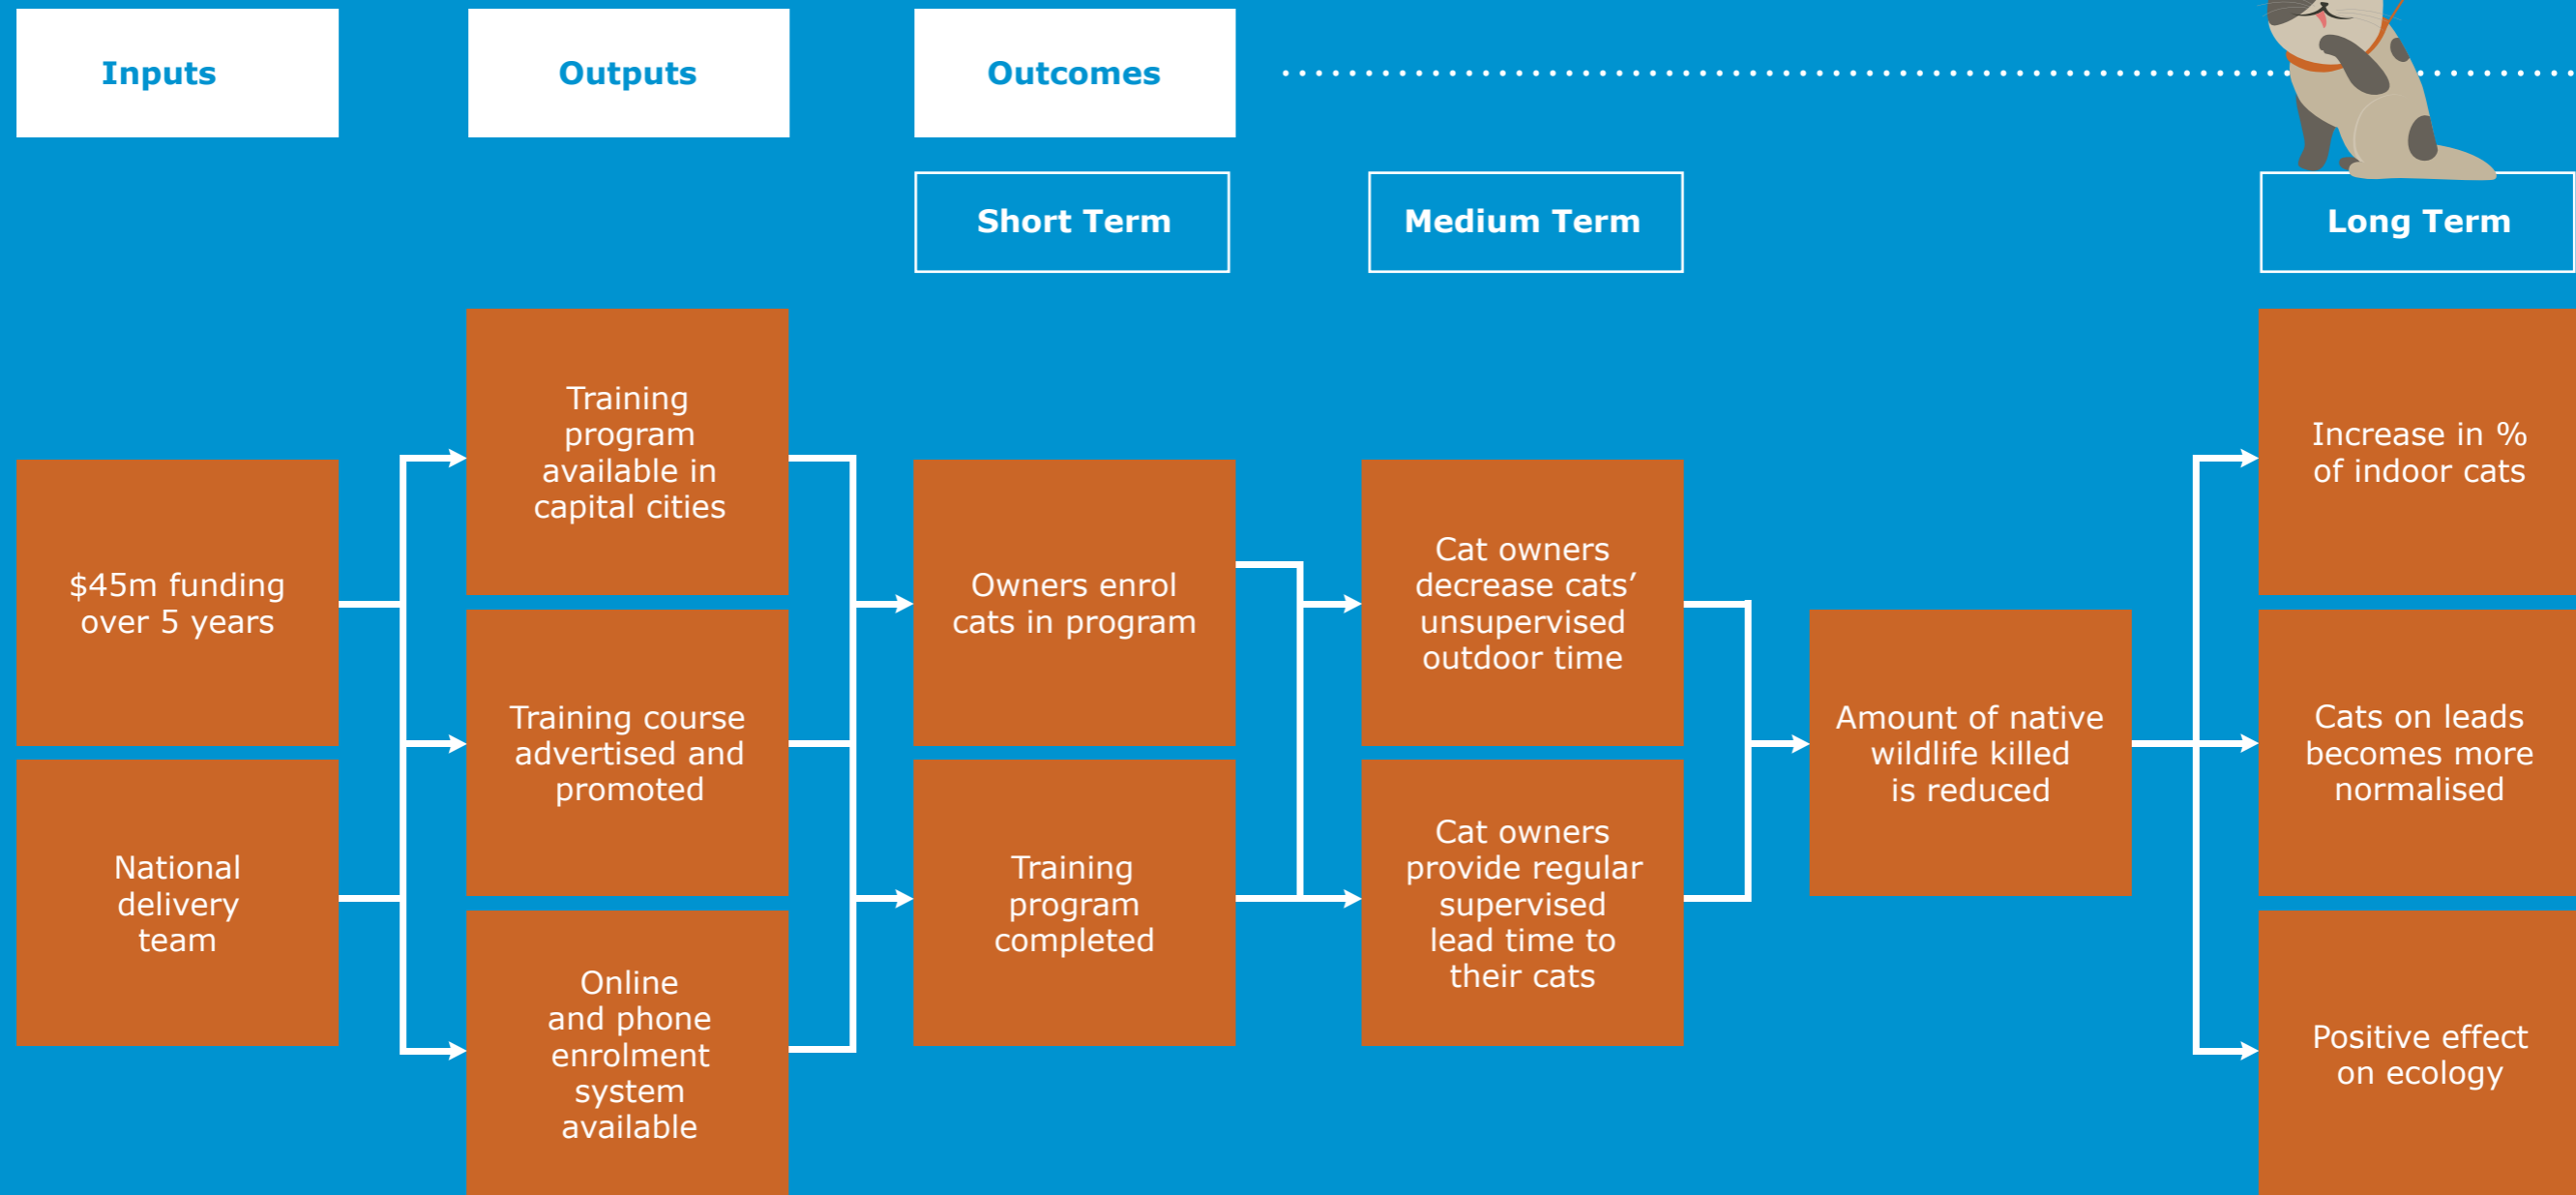 Inputs
Outputs
Outcomes
Short Term
Medium Term
Long Term
$45m funding
over 5 years
National
delivery
team
Training
program
available in
capital cities
Training course
advertised and
promoted
Online
and phone
enrolment
system
available
Owners enrol
cats in program
Training
program
completed
Cat owners
decrease cats’
unsupervised
outdoor time
Cat owners
provide regular
supervised
lead time to
their cats
Amount of native
wildlife killed
is reduced
Increase in %
of indoor cats
Cats on leads
becomes more
normalised
Positive effect
on ecology